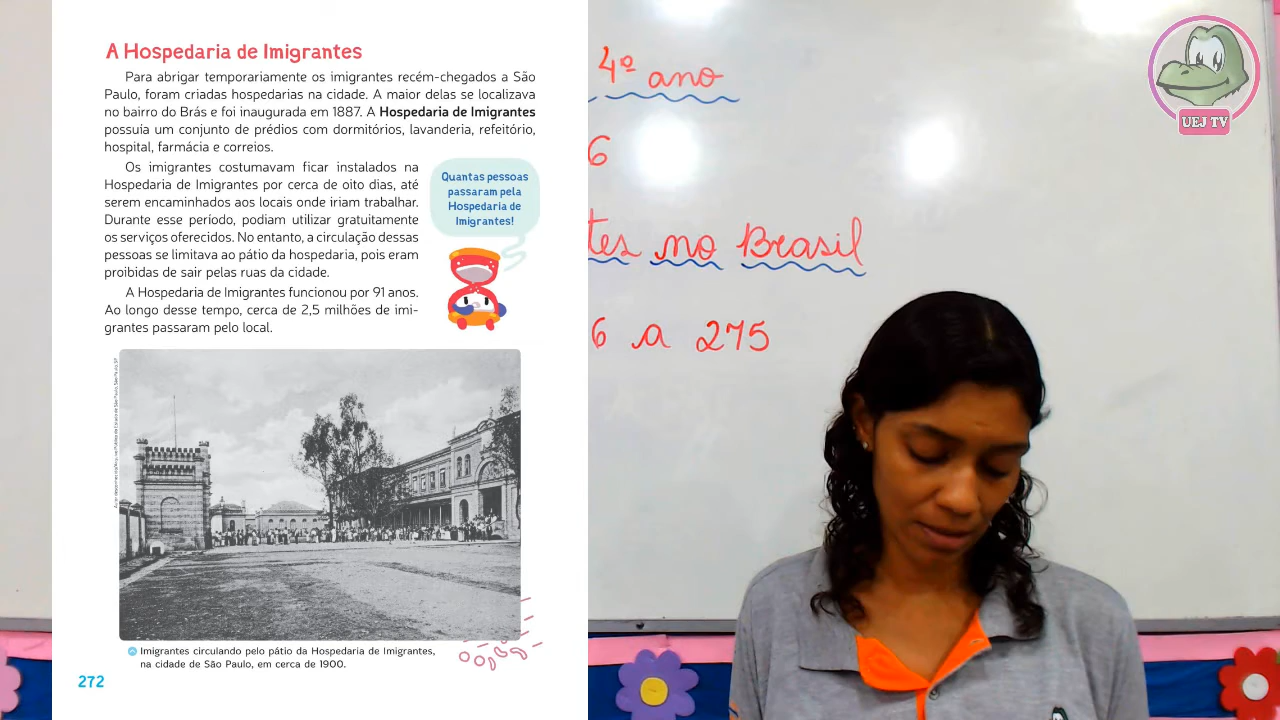 A Hospedaria de Imigrantes
Para abrigar temporariamente os imigrantes recém-chegados a São
Paulo, foram criadas hospedarias na cidade. A maior delas se localizava
no bairro do Brás e foi inaugurada em 1887. A Hospedaria de Imigrantes
possuía um conjunto de prédios com dormitórios, lavanderia, refeitório,
hospital, farmácia e correios.
Os imigrantes costumavam ficar instalados na
Hospedaria de Imigrantes por cerca de oito dias, até
serem encaminhados aos locais onde iriam trabalhar.
Durante esse período, podiam utilizar gratuitamente
os serviços oferecidos. No entanto, a circulação dessas
pessoas se limitava ao pátio da hospedaria, pois eram
proibidas de sair pelas ruas da cidade.
A Hospedaria de Imigrantes funcionou por 91 anos.
Ao longo desse tempo, cerca de 2,5 milhões de imi-
grantes passaram pelo local.
Quantas pessoas
passaram pela
Hospedaria de
Imigrantes!
Imigrantes circulando pelo pátio da Hospedaria de Imigrantes,
na cidade de São Paulo, em cerca de 1900.
272
4º ano
6
tes no Brasil
6 a 275
UEJ TV